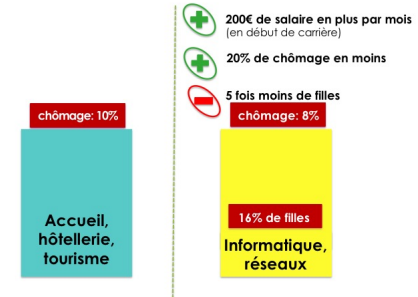 200€ de salaire en plus par mois
(en début de carrière)
20% de chômage en moins
5 fois moins de filles
chômage: 10%
chômage: 8%
16% de filles
Accueil,
hôtellerie,
tourisme
Informatique,
réseaux